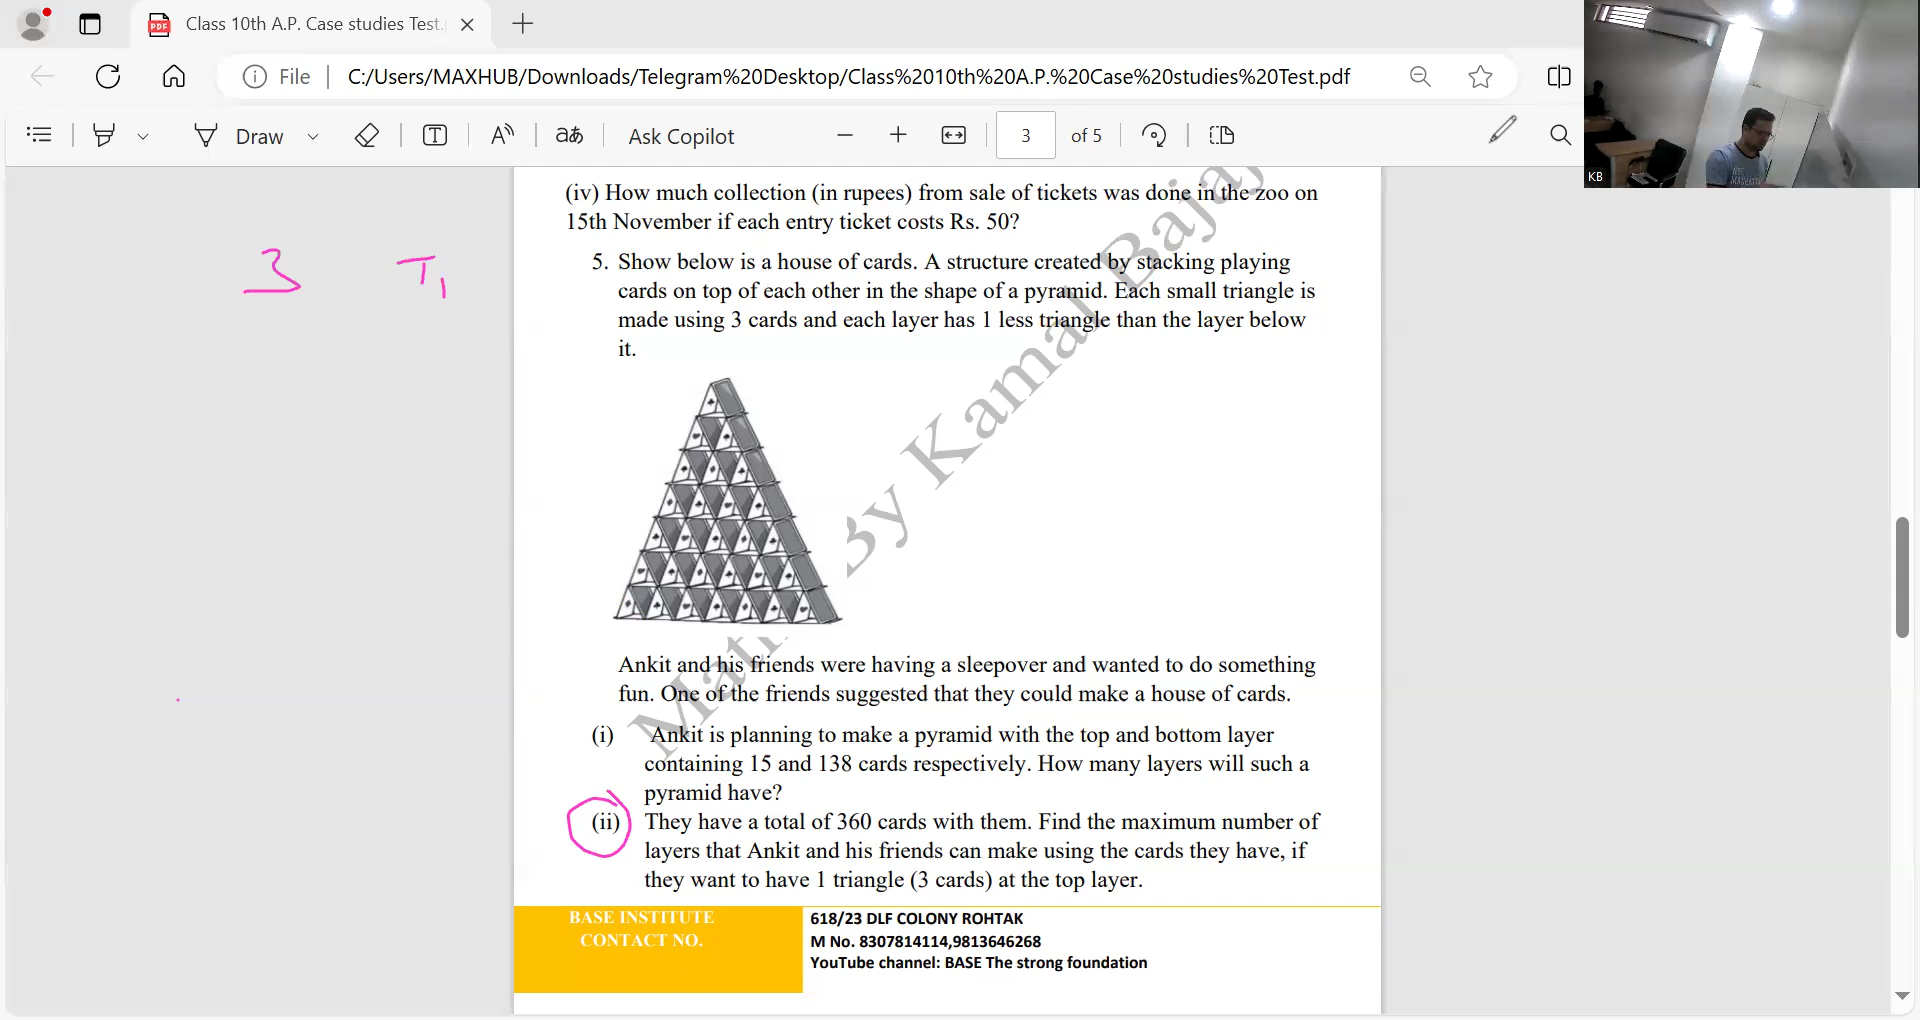 Class 10th A.P. Case studies Test.
File
C:/Users/MAXHUB/Downloads/Telegram%20Desktop/Class%2010th%20A.P.%20Case%20studies%20Test.pdf
Draw
Ask Copilot
3
of 5
KB
(iv) How much collection (in rupees) from sale of tickets was done in the zoo on
15th November if each entry ticket costs Rs. 50?
3 T1
5. Show below is a house of cards. A structure created by stacking playing
cards on top of each other in the shape of a pyramid. Each small triangle is
made using 3 cards and each layer has 1 less triangle than the layer below
it.
By Kamal Bajaj
Ankit and his friends were having a sleepover and wanted to do something
fun. One of the friends suggested that they could make a house of cards.
(i) Ankit is planning to make a pyramid with the top and bottom layer
containing 15 and 138 cards respectively. How many layers will such a
pyramid have?
(ii) They have a total of 360 cards with them. Find the maximum number of
layers that Ankit and his friends can make using the cards they have, if
they want to have 1 triangle (3 cards) at the top layer.
BASE INSTITUTE
CONTACT NO.
618/23 DLF COLONY ROHTAK
M No. 8307814114,9813646268
YouTube channel: BASE The strong foundation